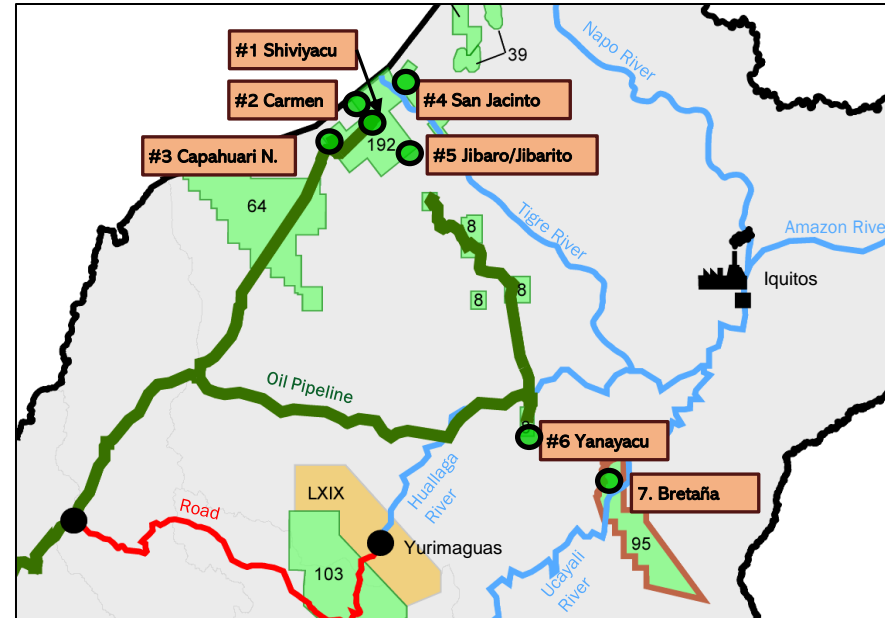 Napo River
#1 Shiviyacu
39
#2 Carmen
#4 San Jacinto
192
#3 Capahuari N.
#5 Jibaro/Jibarito
64
Tigre River
8
Amazon River
Iquitos
8
8
Oil Pipeline
#6 Yanayacu
Huallaga
River
LXIX
7. Bretaña
Road
Yurimaguas
95
103
Ucayali
River